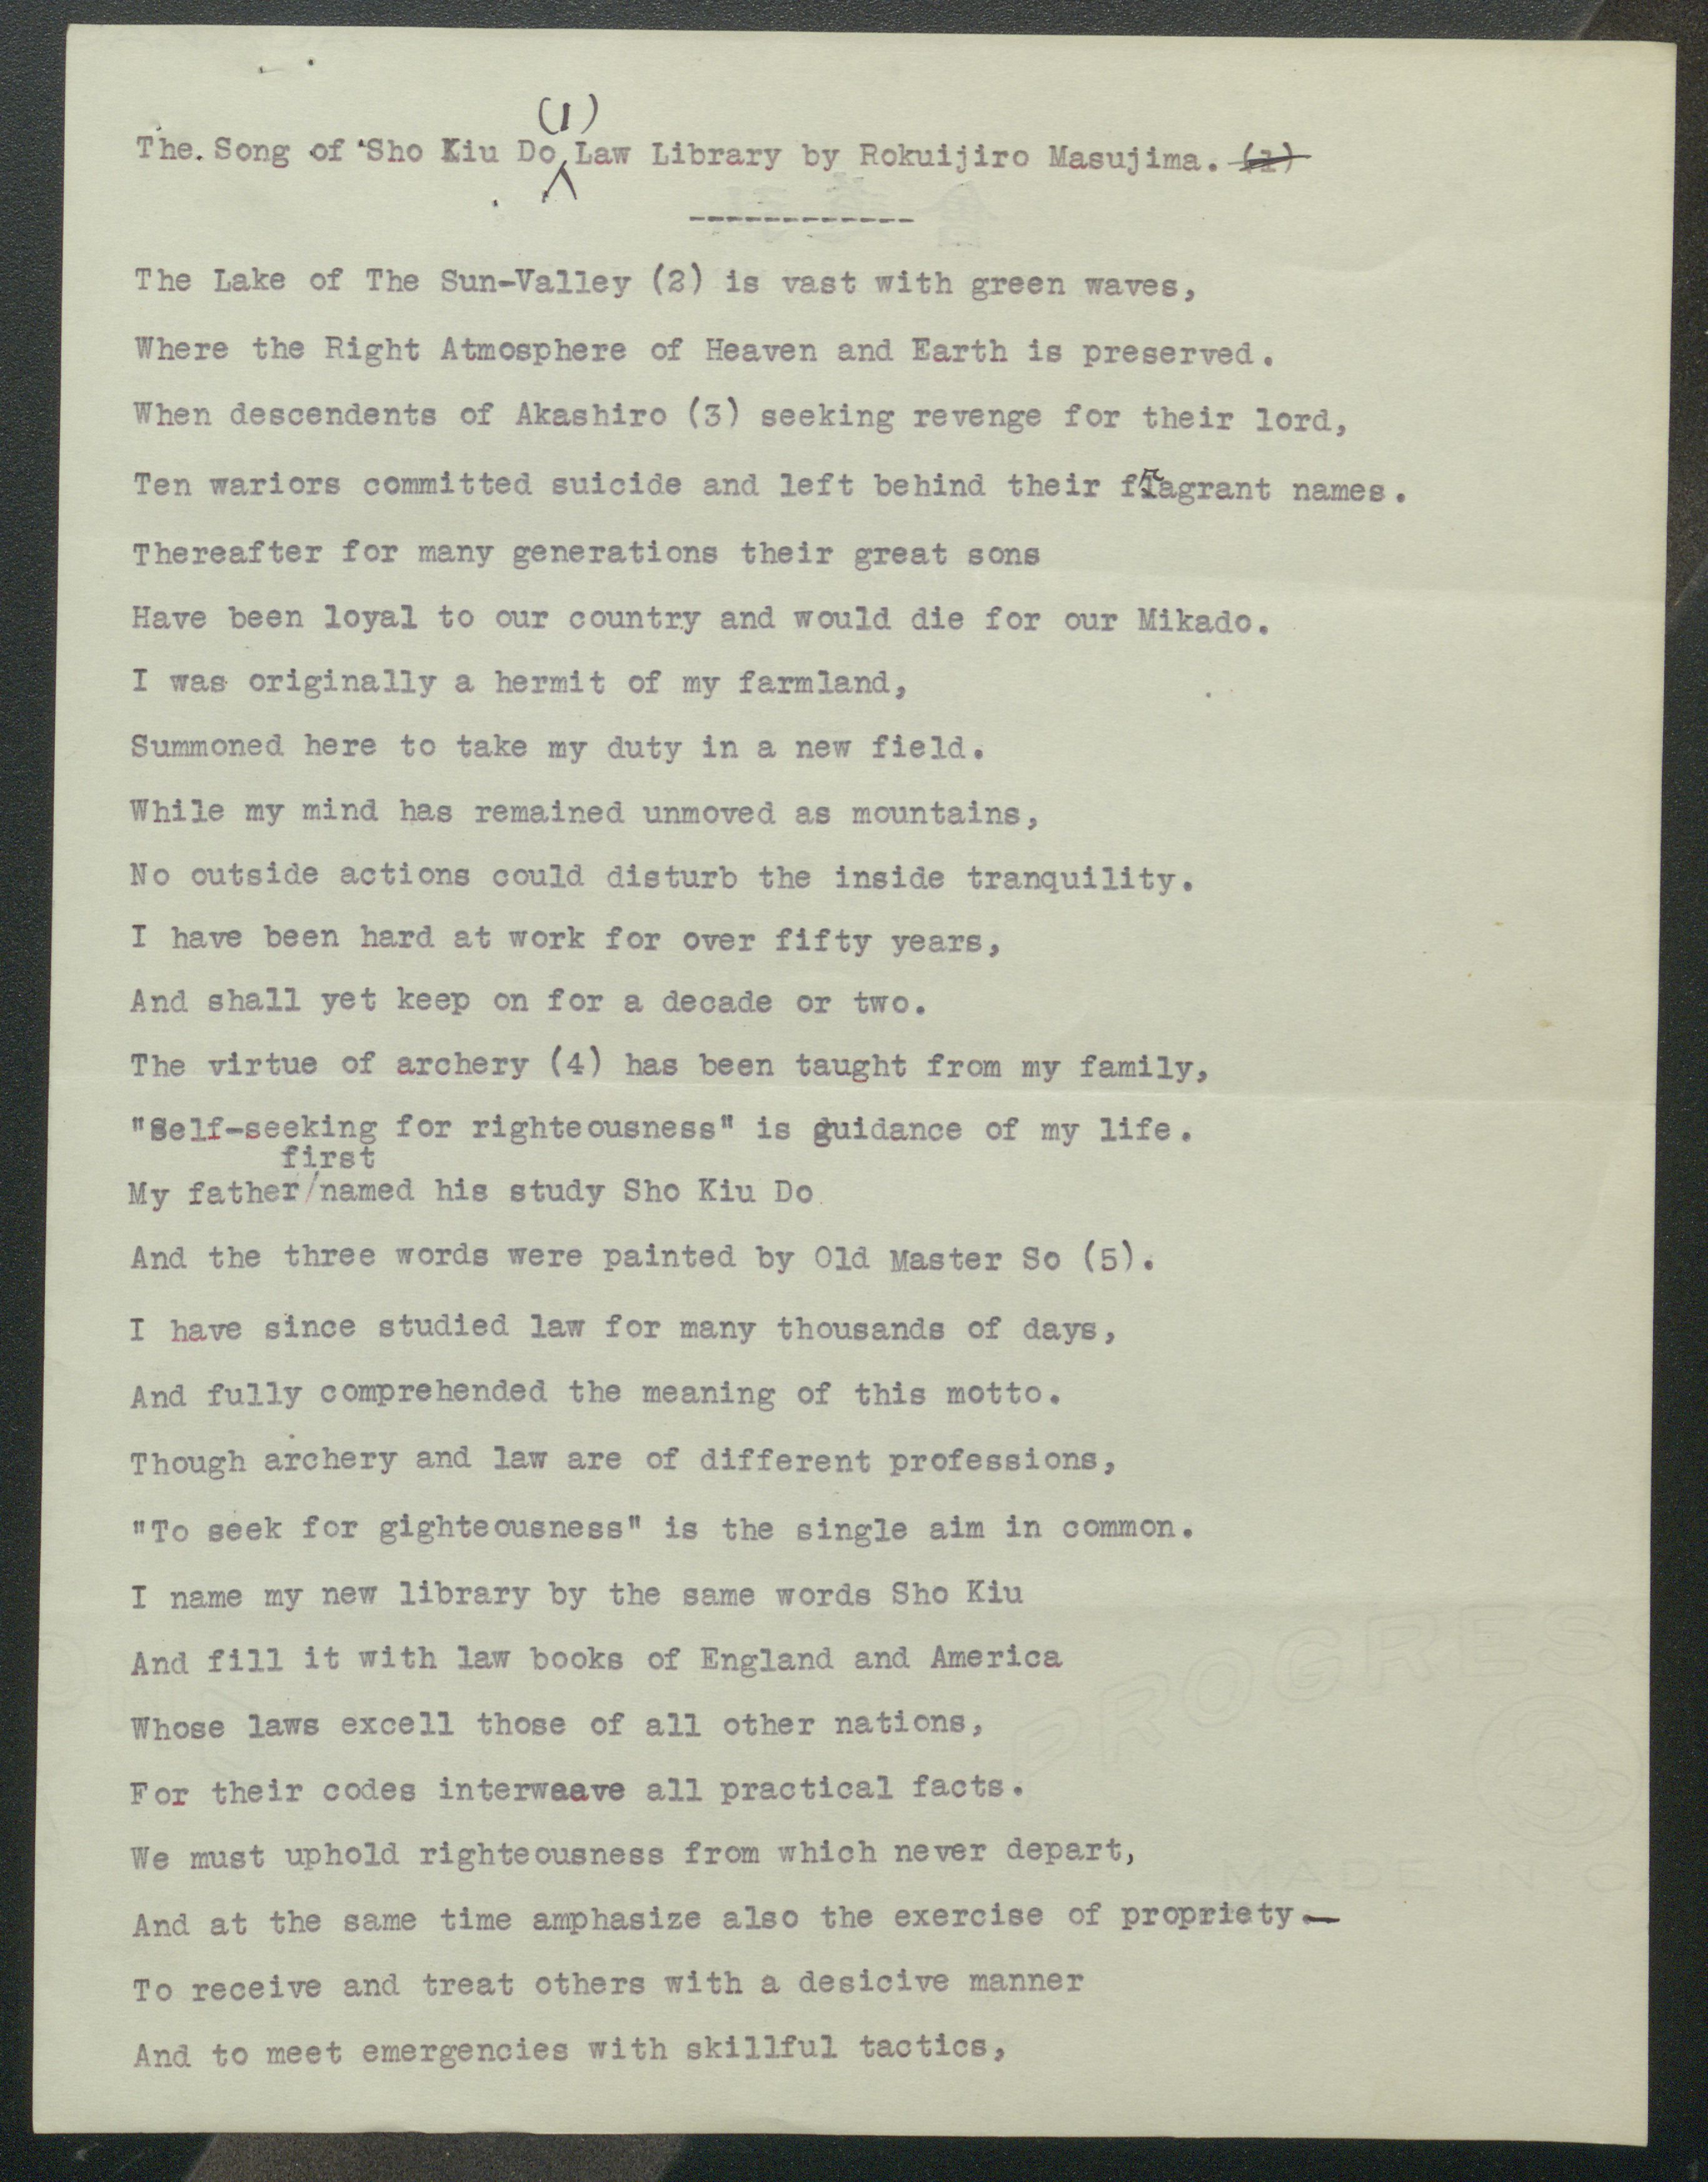 (1)
The. Song of 'Sho Kiu Do Law Library by Rokuijiro Masujima. (1)
------------
The Lake of The Sun-Valley (2) is vast with green waves,
Where the Right Atmosphere of Heaven and Earth is preserved.
When descendents of Akashiro (3) seeking revenge for their lord,
Ten wariors committed suicide and left behind their fragrant names.
Thereafter for many generations their great sons
Have been loyal to our country and would die for our Mikado.
I was originally a hermit of my farmland,
Summoned here to take my duty in a new field.
While my mind has remained unmoved as mountains,
No outside actions could disturb the inside tranquility.
I have been hard at work for over fifty years,
And shall yet keep on for a decade or two.
The virtue of archery (4) has been taught from my family,
"Self-seeking for righteousness" is guidance of my life.
first
My father/named his study Sho Kiu Do
And the three words were painted by Old Master So (5).
I have since studied law for many thousands of days,
And fully comprehended the meaning of this motto.
Though archery and law are of different professions,
"To seek for gighteousness" is the single aim in common.
I name my new library by the same words Sho Kiu
And fill it with law books of England and America
Whose laws excell those of all other nations,
For their codes interweave all practical facts.
We must uphold righteousness from which never depart,
And at the same time amphasize also the exercise of propriety.—
To receive and treat others with a desicive manner
And to meet emergencies with skillful tactics,
PROGRES
MADE IN C